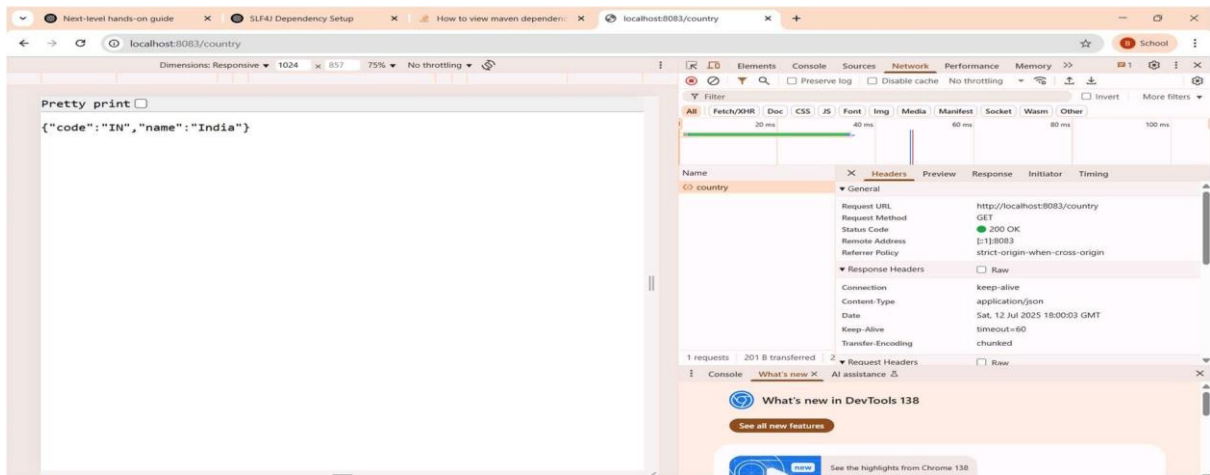 Next-level hands-on guide
SLF4J Dependency Setup
How to view maven dependen
localhost:8083/country
localhost:8083/country
School
Dimensions: Responsive 1024 x 857 75% No throttling
Elements Console Sources Network Performance Memory
1
Preserve log Disable cache No throttling
Filter Invert More filters
All Fetch/XHR Doc CSS JS Font Img Media Manifest Socket Wasm Other
20 ms 40 ms 60 ms 80 ms 100 ms
Pretty print
{"code":"IN","name":"India"}
Name
country
Headers Preview Response Initiator Timing
General
Request URL http://localhost:8083/country
Request Method GET
Status Code 200 OK
Remote Address [::1]:8083
Referrer Policy strict-origin-when-cross-origin
Response Headers Raw
Connection keep-alive
Content-Type application/json
Date Sat, 12 Jul 2025 18:00:03 GMT
Keep-Alive timeout=60
Transfer-Encoding chunked
Request Headers Raw
1 requests 201 B transferred 2
Console What's new AI assistance
What's new in DevTools 138
See all new features
new
See the highlights from Chrome 138